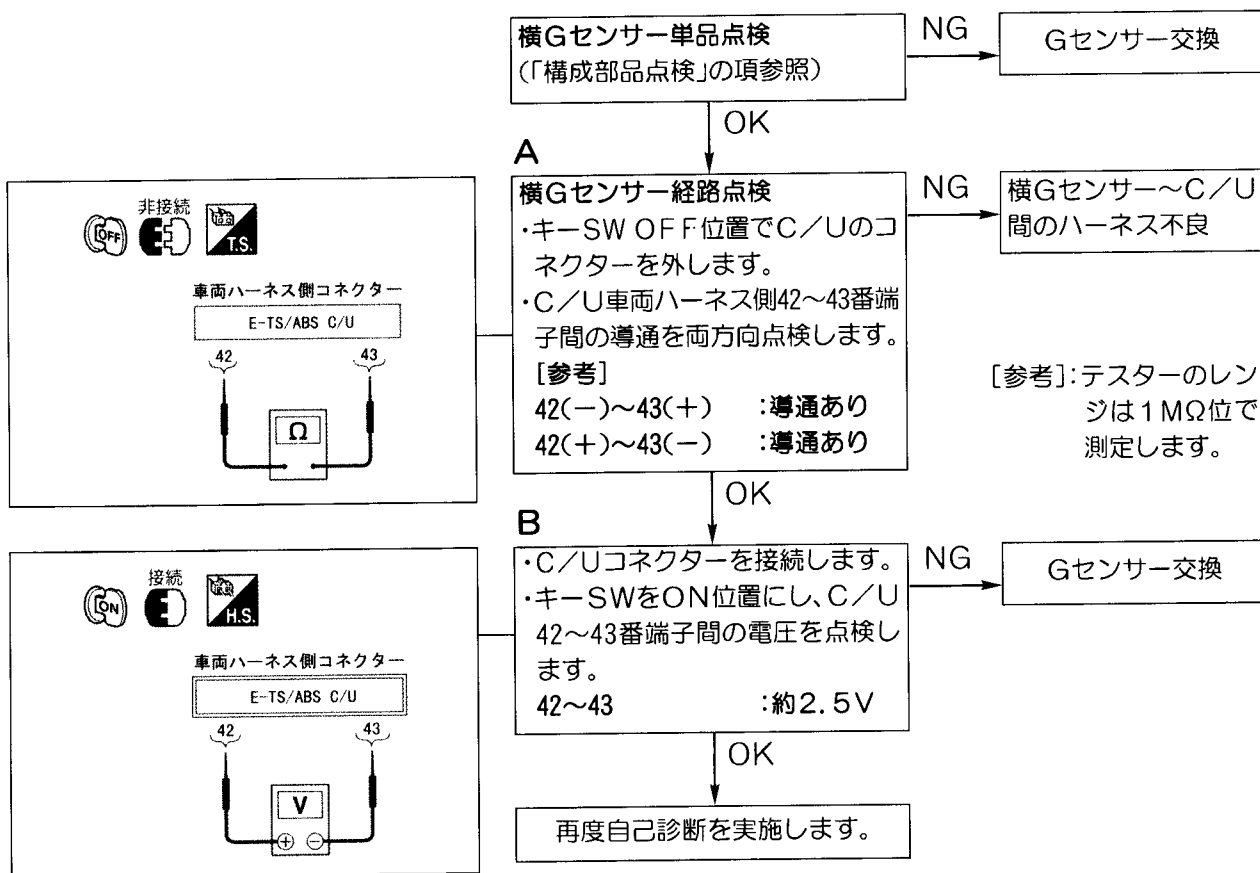 横Gセンサー単品点検
(「構成部品点検」の項参照)
NG
Gセンサー交換
OK
A
横Gセンサー経路点検
・キーSW OFF位置でC/Uのコ
ネクターを外します。
・C/U車両ハーネス側42~43番端
子間の導通を両方向点検します。
[参考]
42(-)~43(+) :導通あり
42(+)~43(-) :導通あり
NG
横Gセンサー~C/U
間のハーネス不良
[参考]:テスターのレン
ジは1MΩ位で
測定します。
OFF
非接続
T.S.
車両ハーネス側コネクター
E-TS/ABS C/U
42
43
Ω
OK
B
・C/Uコネクターを接続します。
・キーSWをON位置にし、C/U
42~43番端子間の電圧を点検し
ます。
42~43 :約2.5V
NG
Gセンサー交換
ON
接続
H.S.
車両ハーネス側コネクター
E-TS/ABS C/U
42
43
V
⊕ ⊖
OK
再度自己診断を実施します。